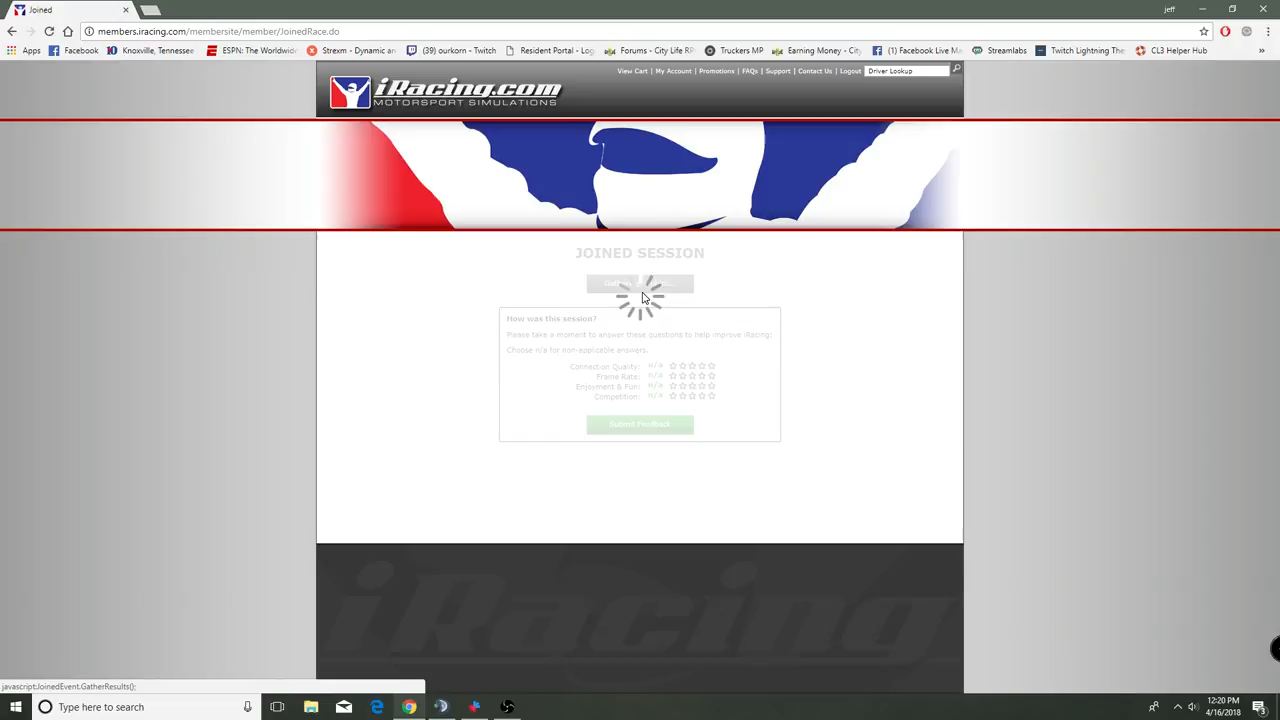 Joined
jeff
members.iracing.com/membersite/member/JoinedRace.do
Apps
Facebook
Knoxville, Tennessee
ESPN: The Worldwide
Strexm - Dynamic an
(39) Gurkorn - Twitch
Resident Portal - Log
Forums - City Life RP
Truckers MP
Earning Money - City
(1) Facebook Live M
Streamlabs
Twitch Lightning The
CL3 Helper Hub
View Cart | My Account | Promotions | FAQs | Support | Contact Us | Logout
Driver Lookup
iRacing.com
MOTORSPORT SIMULATIONS
JOINED SESSION
How was this session?
Please take a moment to answer these questions to help improve iRacing:
Choose n/a for non-applicable answers.
Connection Quality: n/a
Frame Rate: n/a
Enjoyment & Fun: n/a
Competition: n/a
Submit Feedback
iRacing
javascript:JoinedEvent.GatherResults();
Type here to search
12:20 PM
4/16/2018
3